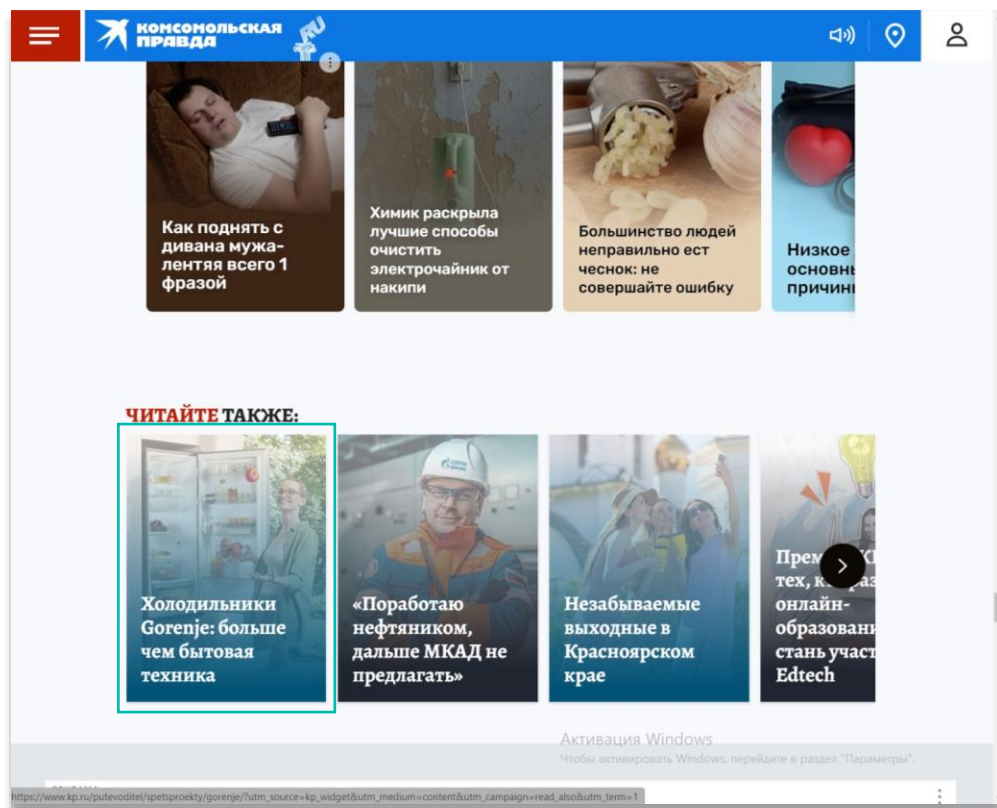 КОМСОМОЛЬСКАЯ
ПРАВДА
RU
Как поднять с
дивана мужа-
лентяя всего 1
фразой
Химик раскрыла
лучшие способы
очистить
электрочайник от
накипи
Большинство людей
неправильно ест
чеснок: не
совершайте ошибку
Низкое
ЧИТАЙТЕ ТАКЖЕ:
Холодильники
Gorenje: больше
чем бытовая
техника
«Поработаю
нефтяником,
дальше МКАД не
предлагать»
Незабываемые
выходные в
Красноярском
крае
тех,
онлайн-
стань
Edtech
Активация Windows
Чтобы активировать Windows, перейдите в раздел "Параметры".
https://www.kp.ru/putevoditel/spetsproekty/gorenje/?utm_source=kp_widget&utm_medium=content&utm_campaign=read_also&utm_term=1